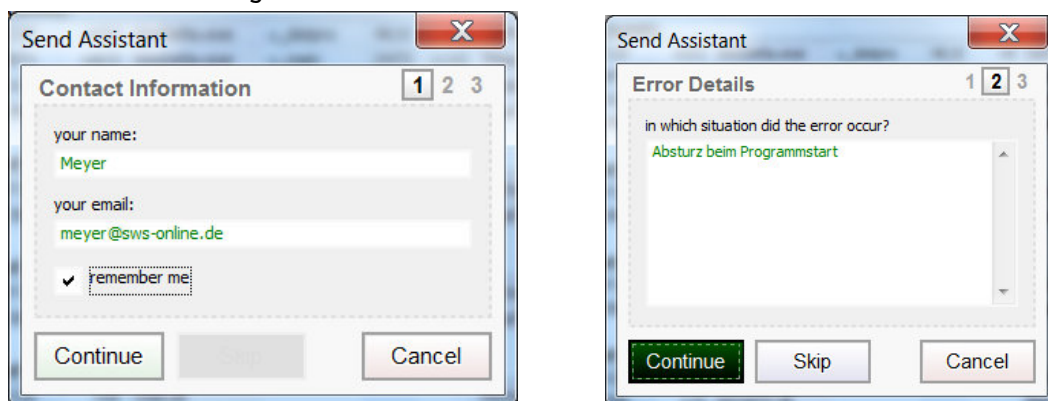 Send Assistant
Contact Information
1 2 3
your name:
Meyer
your email:
meyer@sws-online.de
remember me
Continue
Skip
Cancel
Send Assistant
Error Details
1 2 3
in which situation did the error occur?
Absturz beim Programmstart
Continue
Skip
Cancel